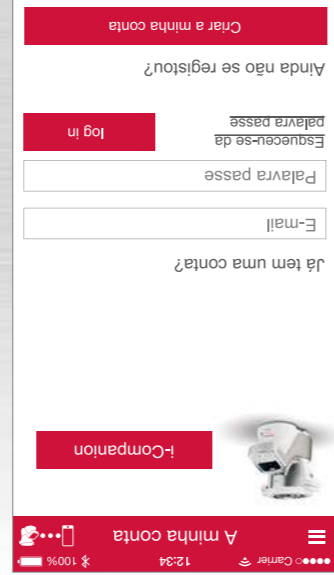 Carrier 12:34 100%
A minha conta
i-Companion
Já tem uma conta?
E-mail
Palavra passe
Esqueceu-se da
palavra passe
log in
Ainda não se registou?
Criar a minha conta